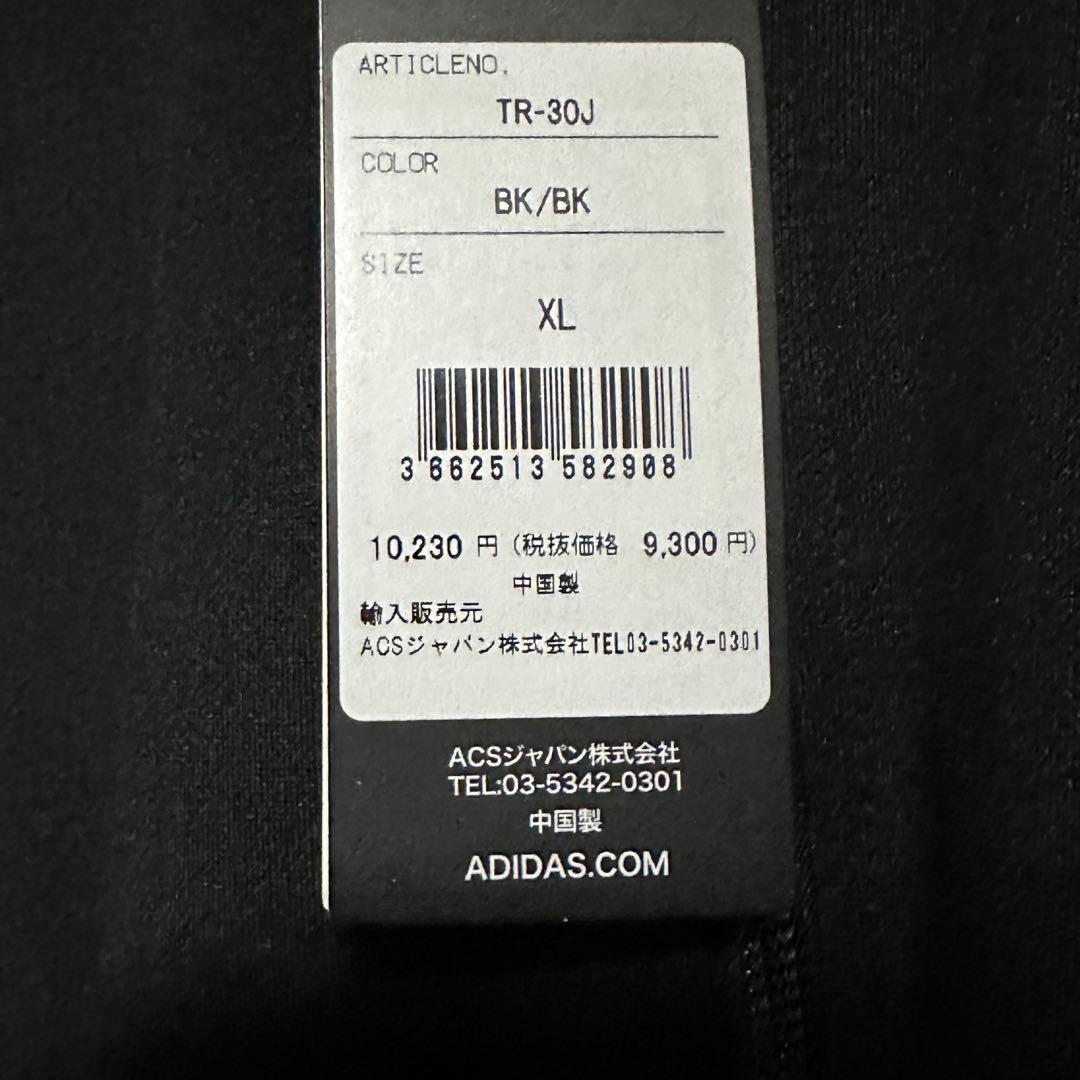 ARTICLENO.
TR-30J
COLOR
BK/BK
SIZE
XL
3 662513 582908
10,230 円 (税抜価格 9,300 円)
中国製
輸入販売元
ACSジャパン株式会社TEL03-5342-0301
ACSジャパン株式会社
TEL:03-5342-0301
中国製
ADIDAS.COM